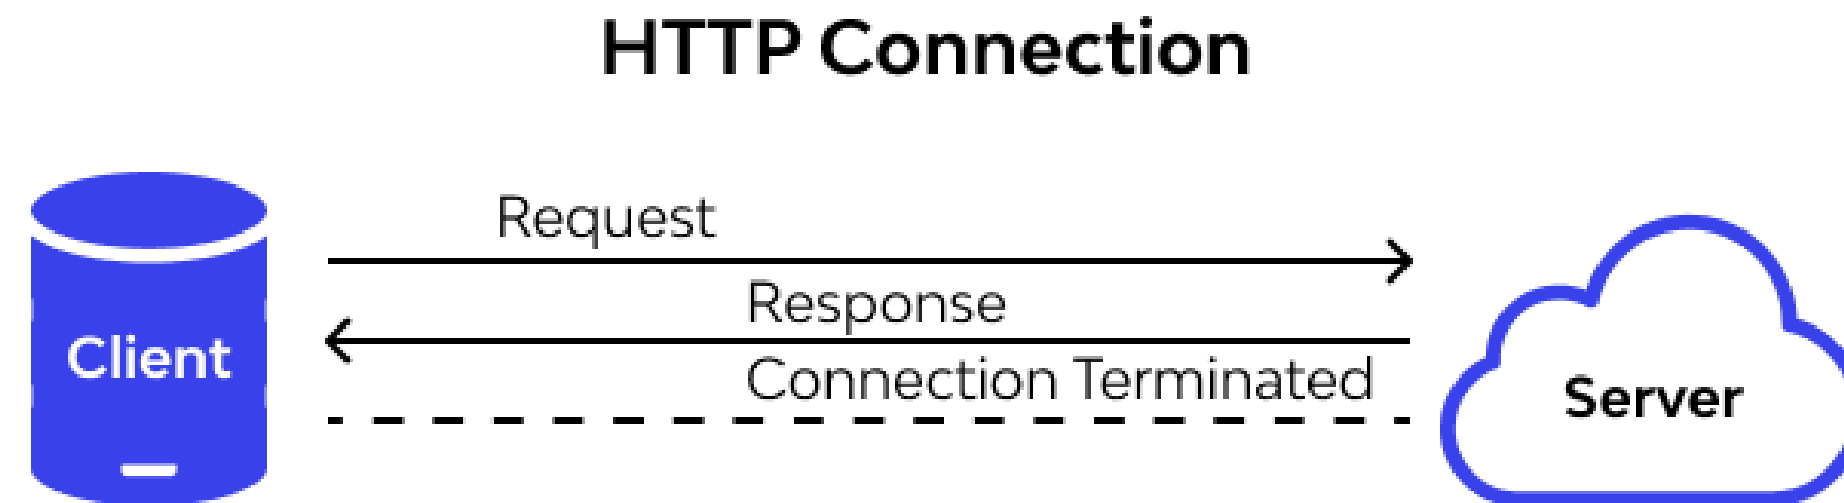 HTTP Connection
Request
Response
Client
Connection Terminated
Server